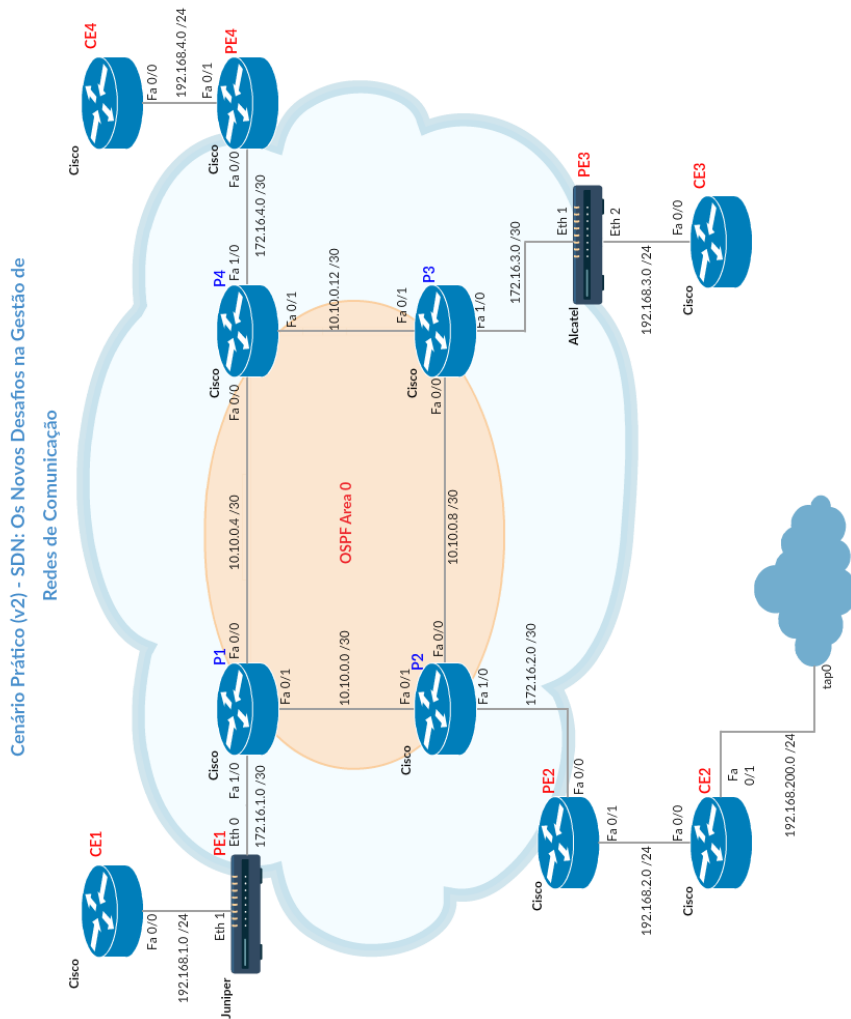 Cenário Prático (v2) - SDN: Os Novos Desafios na Gestão de
Redes de Comunicação
CE1
Cisco
Fa 0/0
192.168.1.0 /24
Eth 1
Juniper
PE1
Eth 0
172.16.1.0 /30
Fa 1/0
Cisco
P1
Fa 0/0
Fa 0/1
10.10.0.4 /30
Fa 0/0
Cisco
P4
Fa 1/0
Fa 0/1
172.16.4.0 /30
Fa 0/0
Cisco
PE4
Fa 0/1
192.168.4.0 /24
Fa 0/0
Cisco
CE4
10.10.0.0 /30
OSPF Area 0
10.10.0.12 /30
Fa 0/1
Cisco
P2
Fa 0/0
Fa 1/0
10.10.0.8 /30
Fa 0/0
Cisco
Fa 0/1
P3
Fa 1/0
172.16.2.0 /30
172.16.3.0 /30
PE2
Cisco
Fa 0/0
Fa 0/1
192.168.2.0 /24
Fa 0/0
Cisco
CE2
Fa
0/1
192.168.200.0 /24
tap0
Eth 1
PE3
Alcatel
Eth 2
192.168.3.0 /24
Fa 0/0
Cisco
CE3